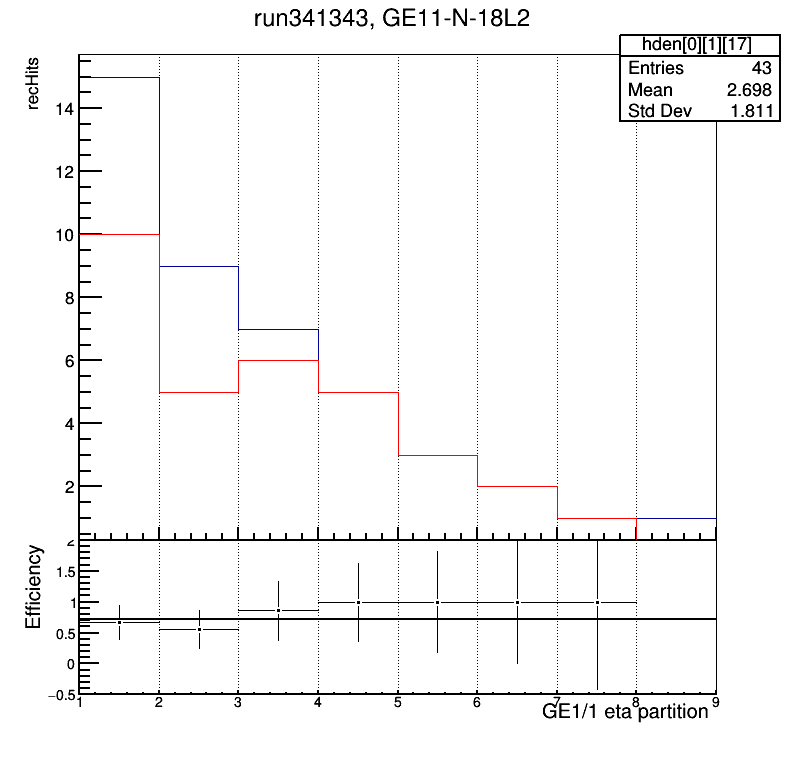 run341343, GE11-N-18L2
hden[0][1][17]
Entries 43
Mean 2.698
Std Dev 1.811
recHits
14
12
10
8
6
4
2
Efficiency
2
1.5
1
0.5
0
−0.5
1 2 3 4 5 6 7 8 9
GE1/1 eta partition